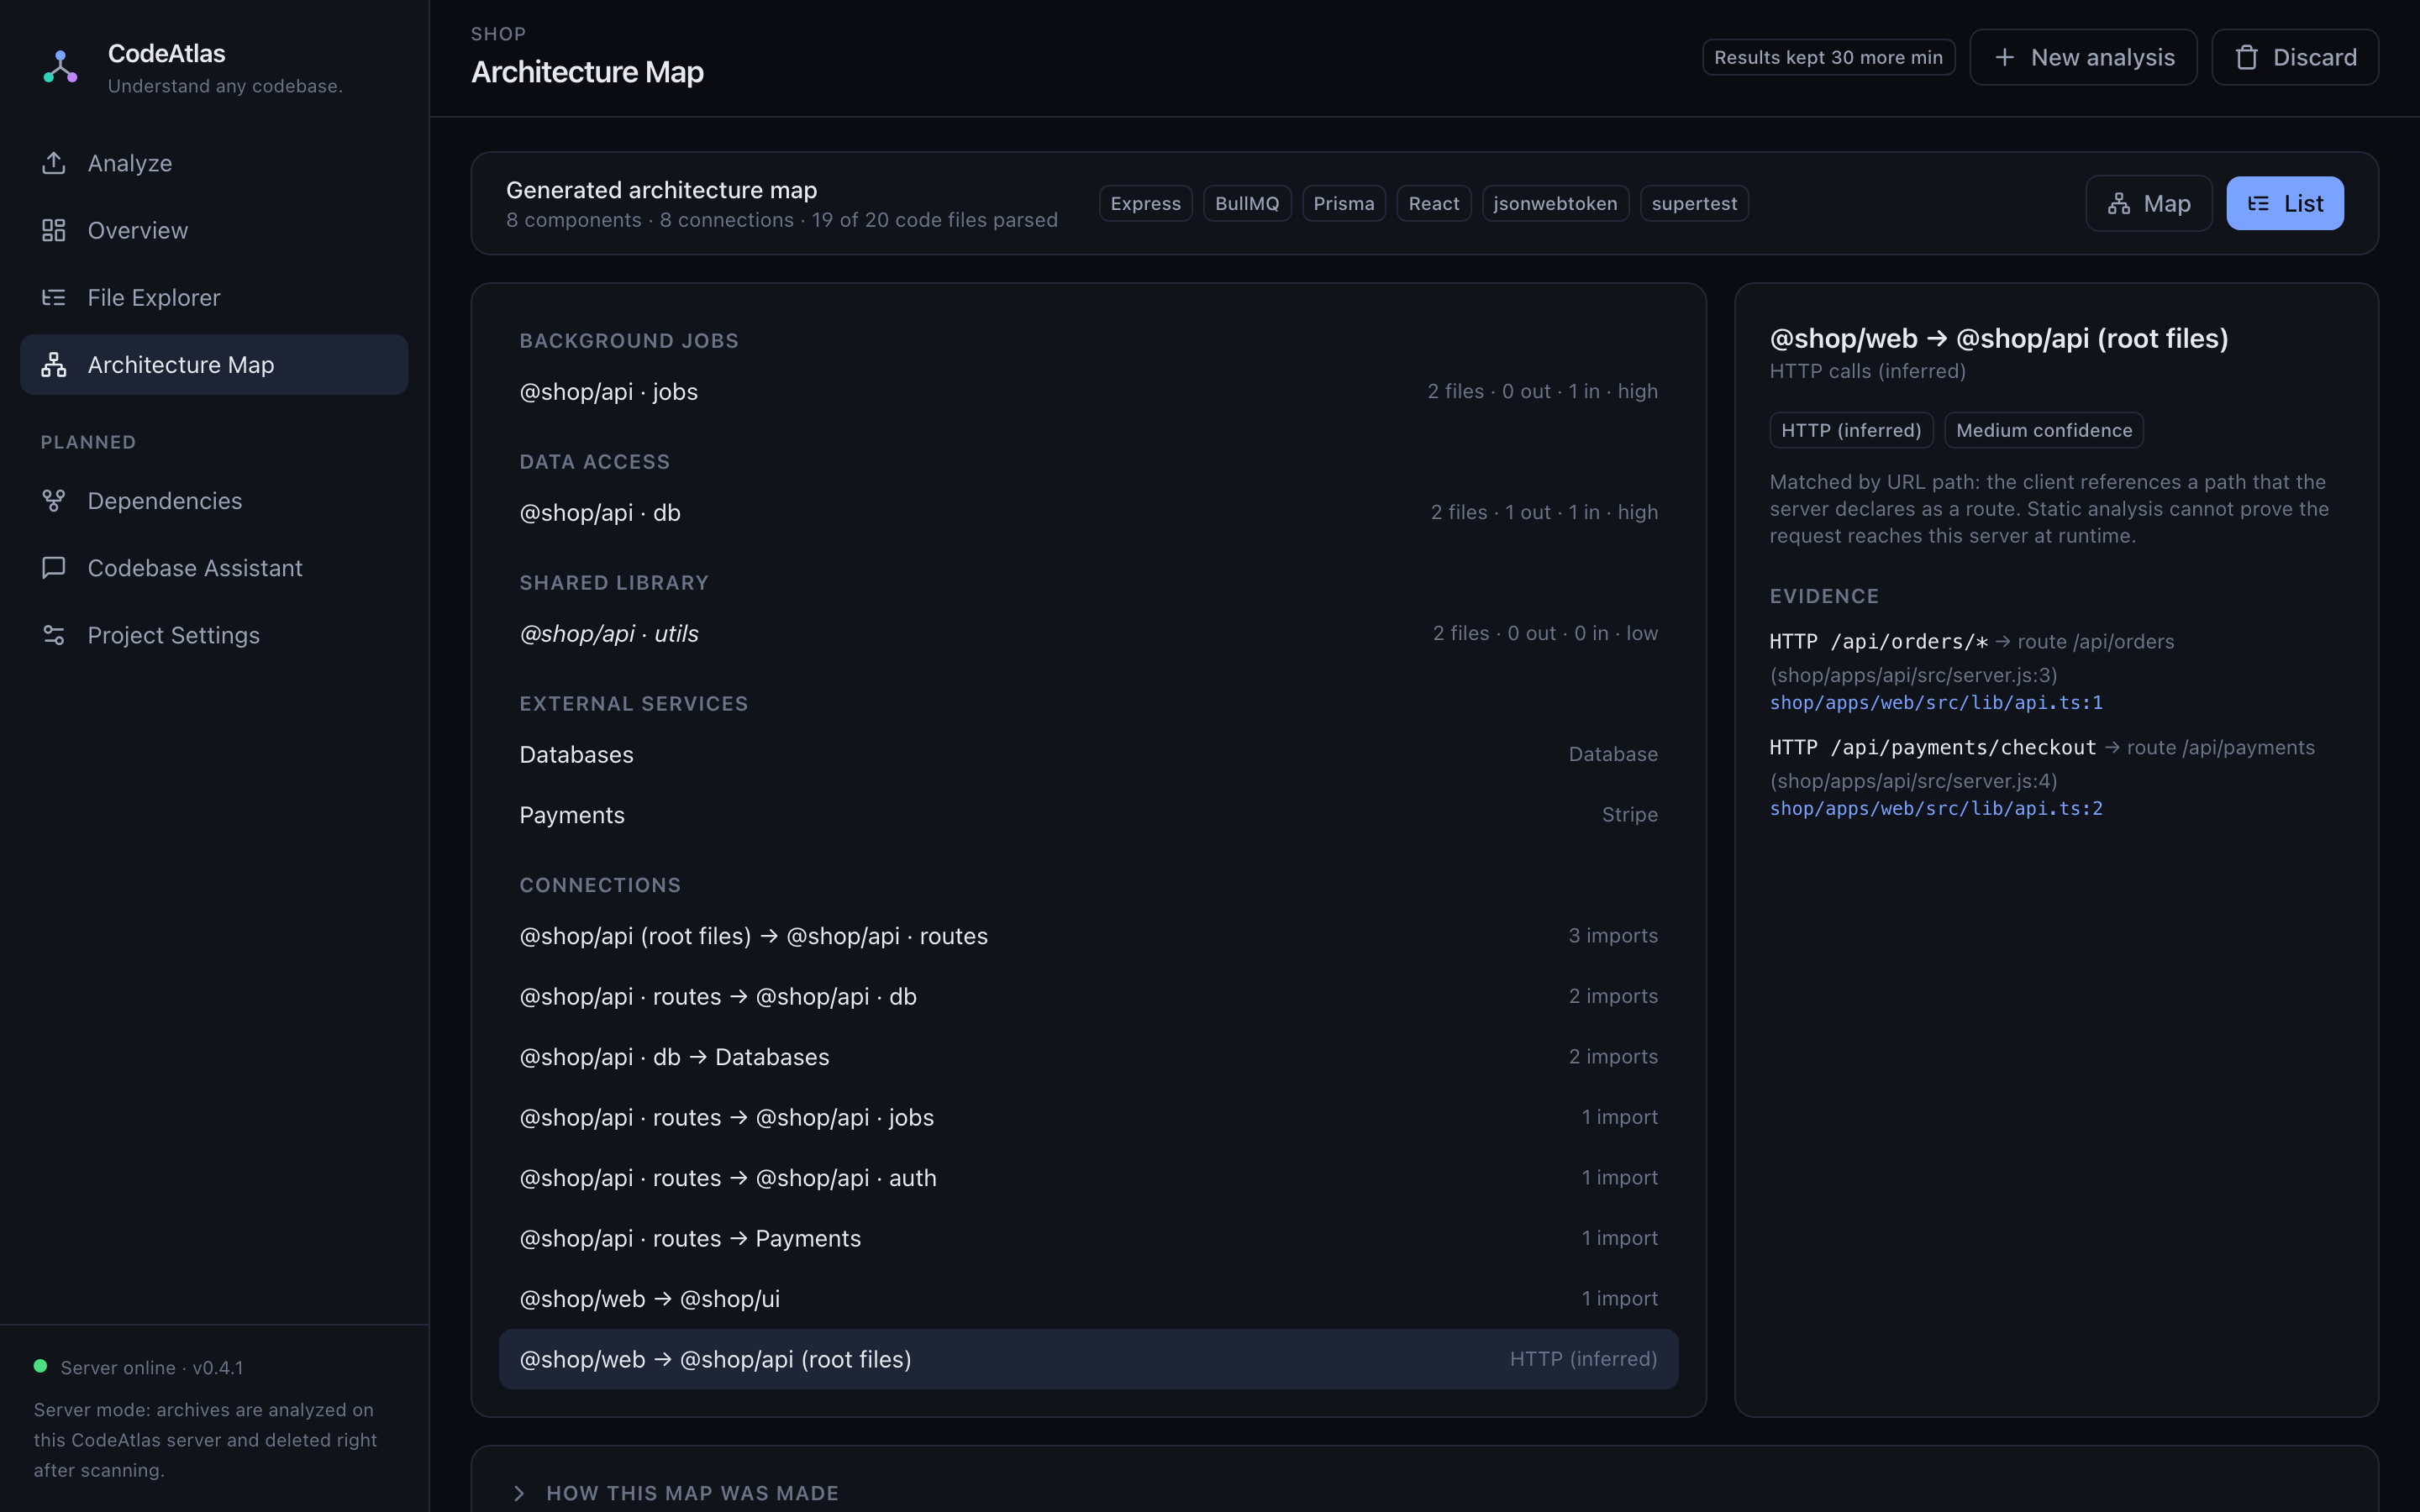 CodeAtlas
Understand any codebase.
Analyze
Overview
File Explorer
Architecture Map
PLANNED
Dependencies
Codebase Assistant
Project Settings
Server online · v0.4.1
Server mode: archives are analyzed on
this CodeAtlas server and deleted right
after scanning.
SHOP
Architecture Map
Results kept 30 more min
New analysis
Discard
Generated architecture map
8 components · 8 connections · 19 of 20 code files parsed
Express
BullMQ
Prisma
React
jsonwebtoken
supertest
Map
List
BACKGROUND JOBS
@shop/api · jobs 2 files · 0 out · 1 in · high
DATA ACCESS
@shop/api · db 2 files · 1 out · 1 in · high
SHARED LIBRARY
@shop/api · utils 2 files · 0 out · 0 in · low
EXTERNAL SERVICES
Databases Database
Payments Stripe
CONNECTIONS
@shop/api (root files) → @shop/api · routes 3 imports
@shop/api · routes → @shop/api · db 2 imports
@shop/api · db → Databases 2 imports
@shop/api · routes → @shop/api · jobs 1 import
@shop/api · routes → @shop/api · auth 1 import
@shop/api · routes → Payments 1 import
@shop/web → @shop/ui 1 import
@shop/web → @shop/api (root files) HTTP (inferred)
@shop/web → @shop/api (root files)
HTTP calls (inferred)
HTTP (inferred)
Medium confidence
Matched by URL path: the client references a path that the
server declares as a route. Static analysis cannot prove the
request reaches this server at runtime.
EVIDENCE
HTTP /api/orders/* → route /api/orders
(shop/apps/api/src/server.js:3)
shop/apps/web/src/lib/api.ts:1
HTTP /api/payments/checkout → route /api/payments
(shop/apps/api/src/server.js:4)
shop/apps/web/src/lib/api.ts:2
HOW THIS MAP WAS MADE